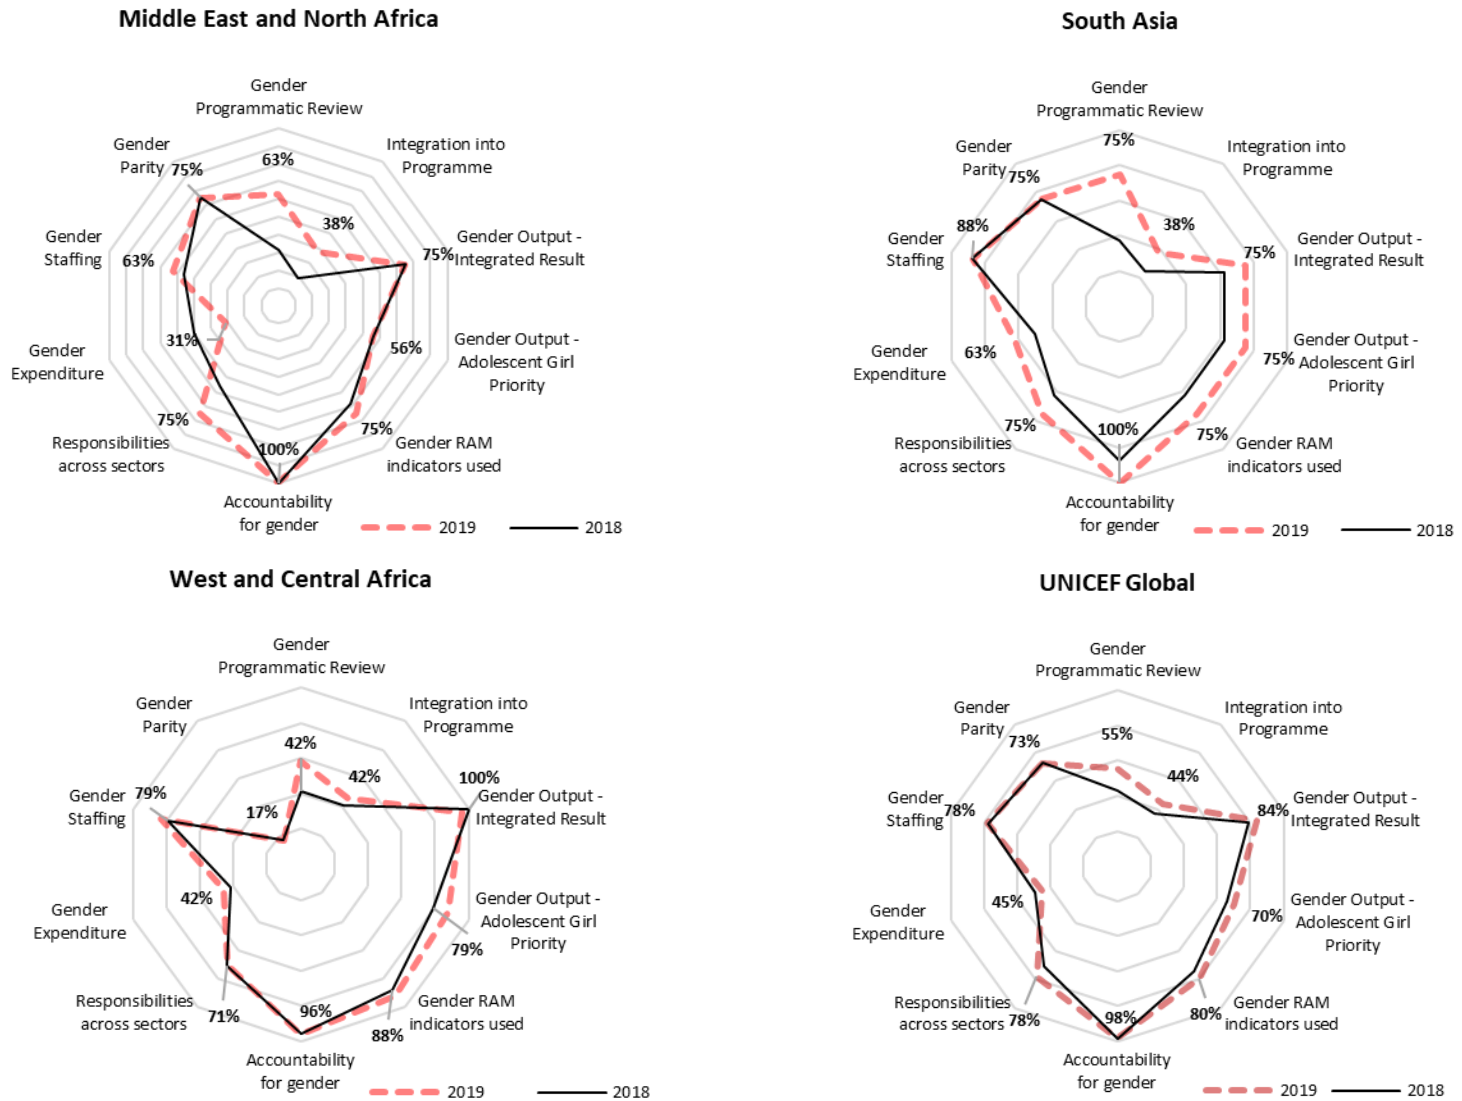 Middle East and North Africa
Gender
Programmatic Review
Gender
Parity
75%
63%
Integration into
Programme
38%
Gender
Staffing
63%
75%
Gender Output -
Integrated Result
31%
Gender
Expenditure
56%
Gender Output -
Adolescent Girl
Priority
75%
Responsibilities
across sectors
100%
75%
Gender RAM
indicators used
Accountability
for gender
2019
2018
South Asia
Gender
Programmatic Review
75%
Gender
Parity
75%
Integration into
Programme
38%
88%
Gender
Staffing
75%
Gender Output -
Integrated Result
63%
Gender
Expenditure
75%
Gender Output -
Adolescent Girl
Priority
75%
Responsibilities
across sectors
100%
75%
Gender RAM
indicators used
Accountability
for gender
2019
2018
West and Central Africa
Gender
Programmatic Review
Gender
Parity
42%
Integration into
Programme
42%
79%
Gender
Staffing
17%
100%
Gender Output -
Integrated Result
42%
Gender
Expenditure
79%
Gender Output -
Adolescent Girl
Priority
71%
Responsibilities
across sectors
96%
88%
Gender RAM
indicators used
Accountability
for gender
2019
2018
UNICEF Global
Gender
Programmatic Review
Gender
Parity
73%
55%
Integration into
Programme
44%
Gender
Staffing
78%
84%
Gender Output -
Integrated Result
45%
Gender
Expenditure
70%
Gender Output -
Adolescent Girl
Priority
78%
Responsibilities
across sectors
98%
80%
Gender RAM
indicators used
Accountability
for gender
2019
2018